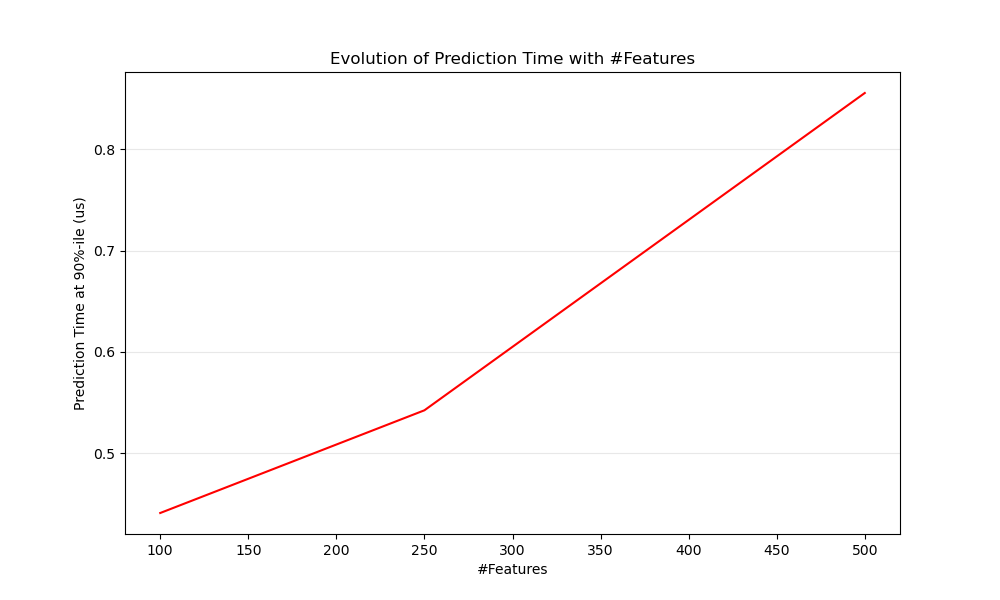 Evolution of Prediction Time with #Features
Prediction Time at 90%-ile (us)
0.8
0.7
0.6
0.5
100 150 200 250 300 350 400 450 500
#Features